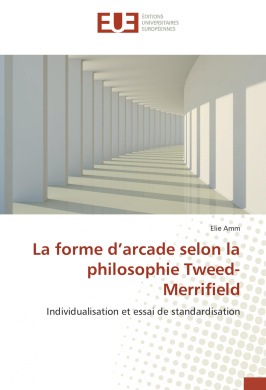 EUE
ÉDITIONS
UNIVERSITAIRES
EUROPÉENNES
Elie Amm
La forme d'arcade selon la
philosophie Tweed-
Merrifield
Individualisation et essai de standardisation